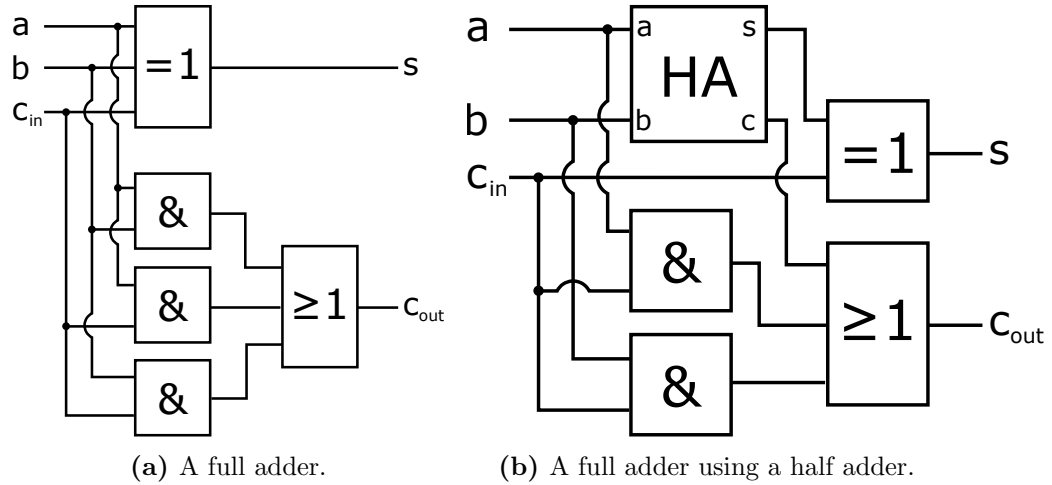 a
b
c_in
=1
s
&
&
&
≥1
c_out
a
b
c_in
a
s
HA
b
c
=1
s
&
&
≥1
c_out
(a) A full adder.
(b) A full adder using a half adder.